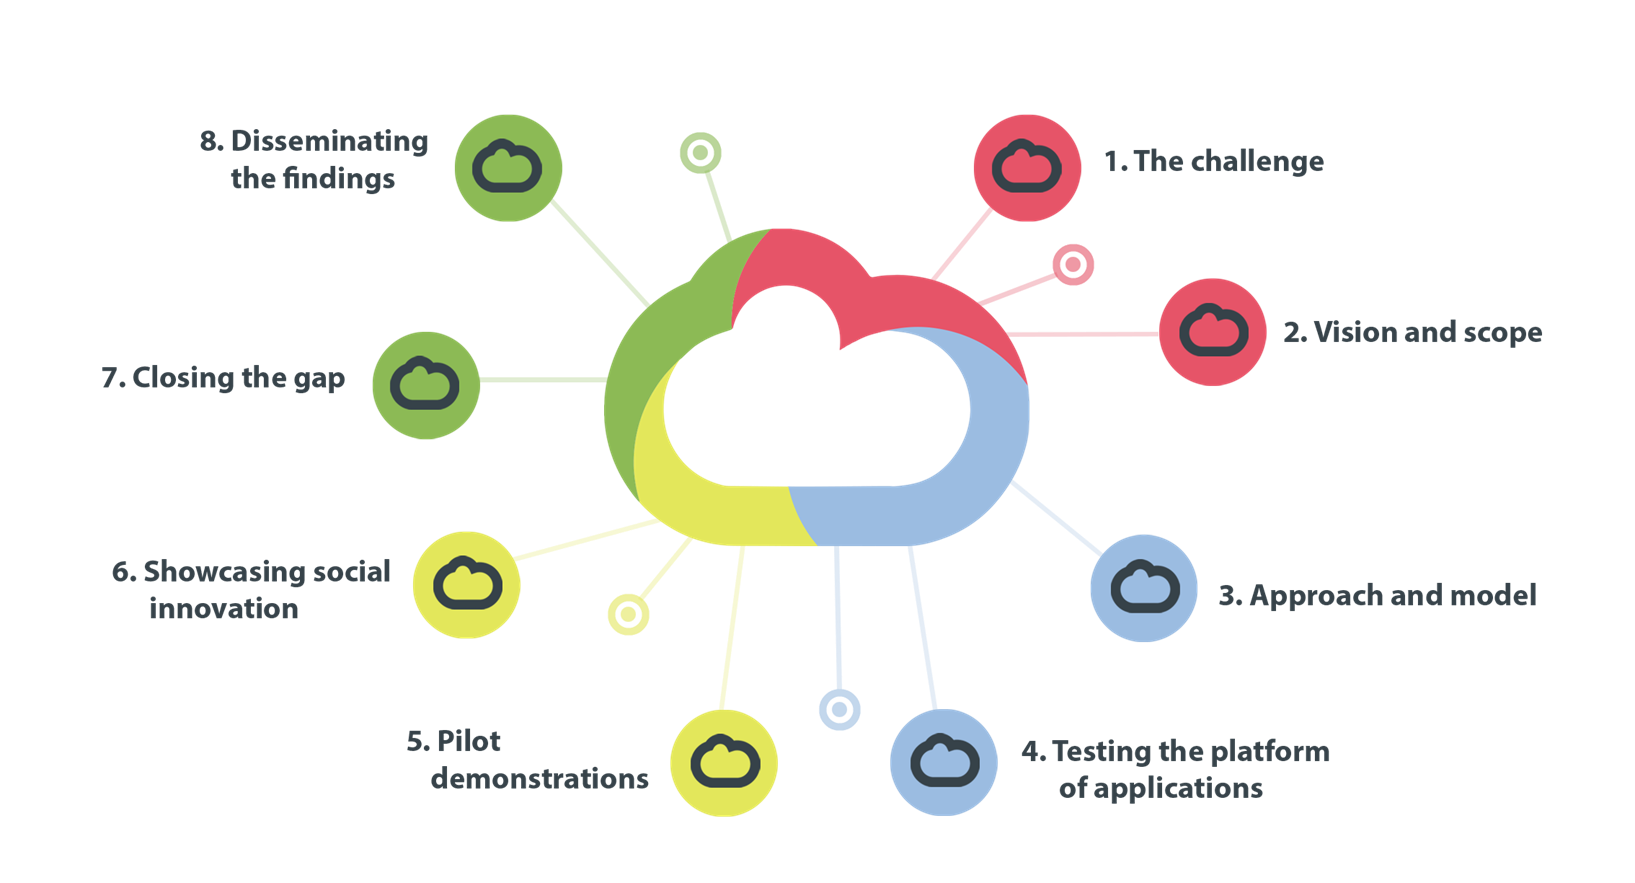 1. The challenge
2. Vision and scope
3. Approach and model
4. Testing the platform
of applications
5. Pilot
demonstrations
6. Showcasing social
innovation
7. Closing the gap
8. Disseminating
the findings